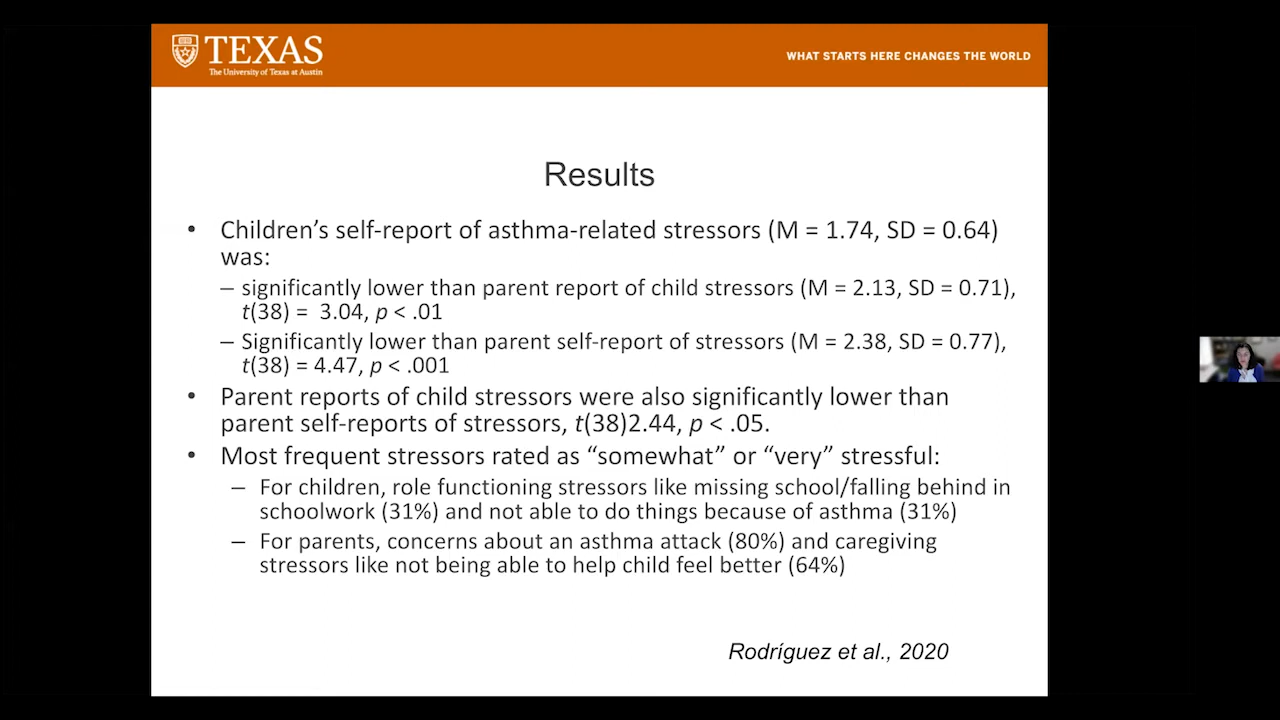 TEXAS
The University of Texas at Austin
WHAT STARTS HERE CHANGES THE WORLD
Results
• Children’s self-report of asthma-related stressors (M = 1.74, SD = 0.64)
was:
– significantly lower than parent report of child stressors (M = 2.13, SD = 0.71),
t(38) = 3.04, p < .01
– Significantly lower than parent self-report of stressors (M = 2.38, SD = 0.77),
t(38) = 4.47, p < .001
• Parent reports of child stressors were also significantly lower than
parent self-reports of stressors, t(38)2.44, p < .05.
• Most frequent stressors rated as “somewhat” or “very” stressful:
– For children, role functioning stressors like missing school/falling behind in
schoolwork (31%) and not able to do things because of asthma (31%)
– For parents, concerns about an asthma attack (80%) and caregiving
stressors like not being able to help child feel better (64%)
Rodríguez et al., 2020